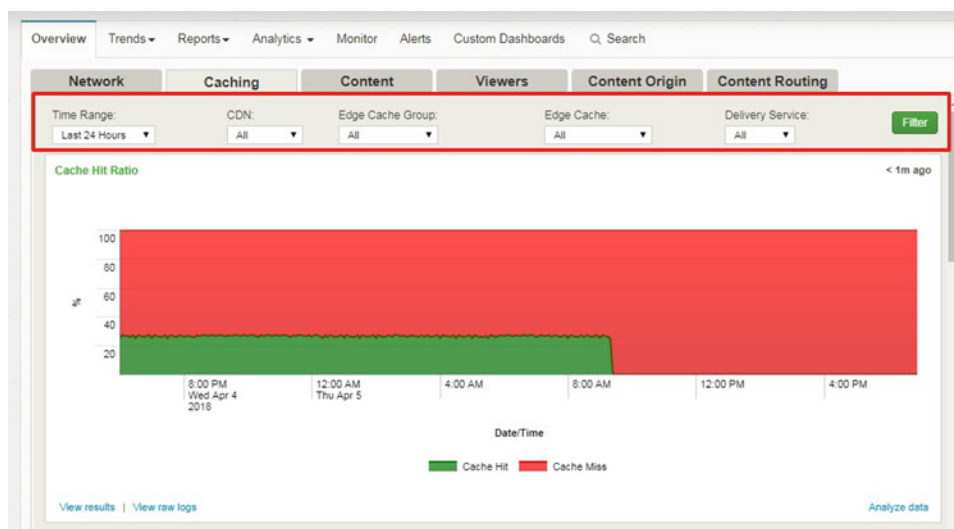 Overview Trends Reports Analytics Monitor Alerts Custom Dashboards Search
Network Caching Content Viewers Content Origin Content Routing
Time Range: CDN: Edge Cache Group: Edge Cache: Delivery Service:
Last 24 Hours All All All All Filter
Cache Hit Ratio < 1m ago
100
80
60
%
40
20
8:00 PM 12:00 AM 4:00 AM 8:00 AM 12:00 PM 4:00 PM
Wed Apr 4 Thu Apr 5
2018
Date/Time
Cache Hit Cache Miss
View results | View raw logs Analyze data